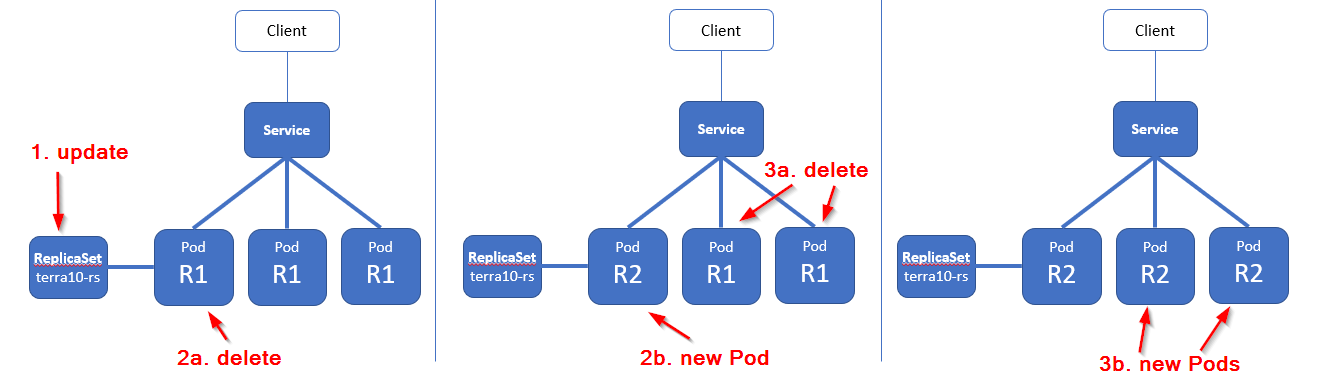 Client
Service
1. update
ReplicaSet
terra10-rs
Pod
R1
Pod
R1
Pod
R1
2a. delete
Client
Service
3a. delete
ReplicaSet
terra10-rs
Pod
R2
Pod
R1
Pod
R1
2b. new Pod
Client
Service
ReplicaSet
terra10-rs
Pod
R2
Pod
R2
Pod
R2
3b. new Pods